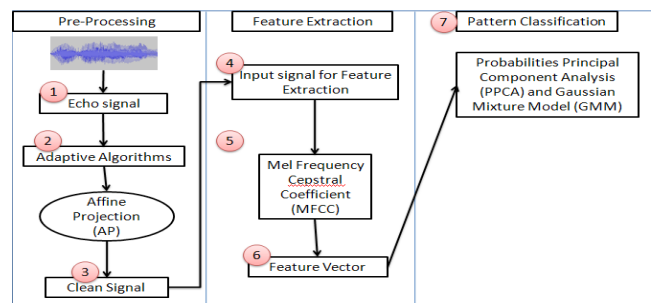 Pre-Processing
1
Echo signal
2
Adaptive Algorithms
Affine
Projection
(AP)
3
Clean Signal
Feature Extraction
4
Input signal for Feature
Extraction
5
Mel Frequency
Cepstral
Coefficient
(MFCC)
6
Feature Vector
7
Pattern Classification
Probabilities Principal
Component Analysis
(PPCA) and Gaussian
Mixture Model (GMM)